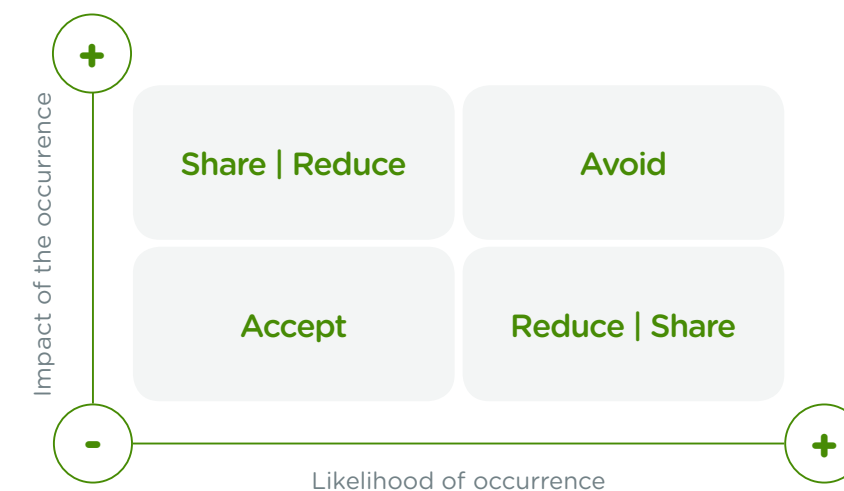 +
Impact of the occurrence
Share | Reduce
Avoid
Accept
Reduce | Share
-
+
Likelihood of occurrence